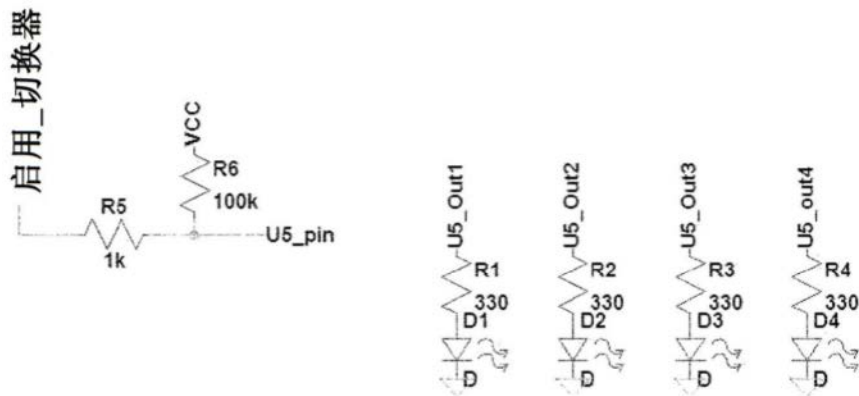 启用_切换器
VCC
R6
100k
R5
1k
U5_pin
U5_Out1
U5_Out2
U5_Out3
U5_out4
R1
330
D1
D
R2
330
D2
D
R3
330
D3
D
R4
330
D4
D